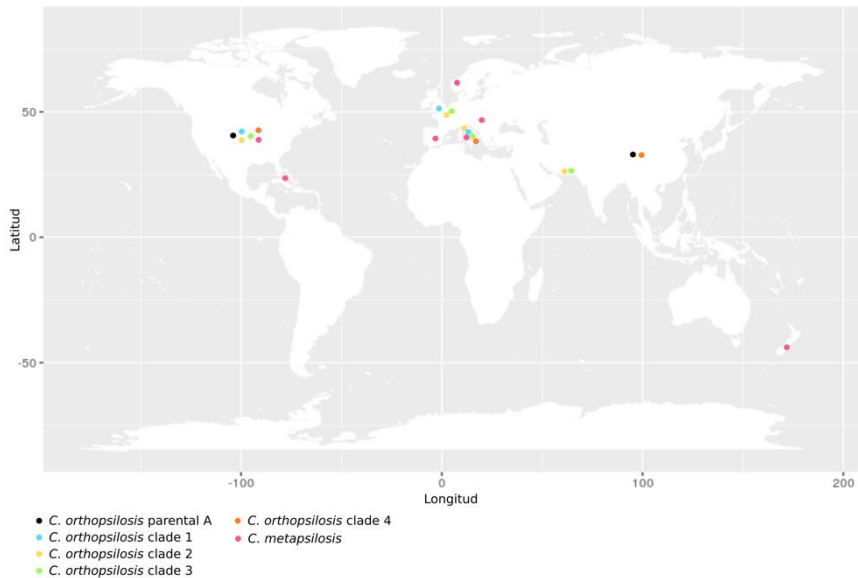 50
0
-50
Latitud
-100
0
100
200
Longitud
C. orthopsilosis parental A
C. orthopsilosis clade 1
C. orthopsilosis clade 2
C. orthopsilosis clade 3
C. orthopsilosis clade 4
C. metapsilosis